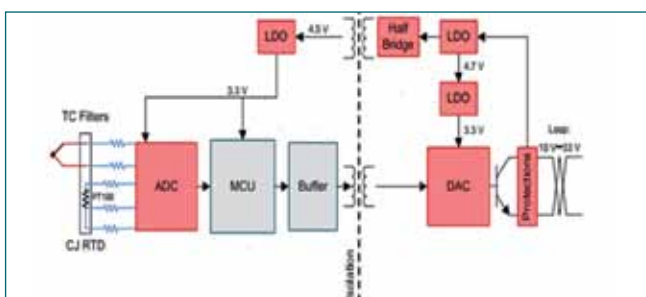 LDO
4.5 V
Half
Bridge
LDO
4.7 V
LDO
3.3 V
3.3 V
TC Filters
Loop:
ADC
MCU
Buffer
DAC
Protections
CJ RTD
Isolation